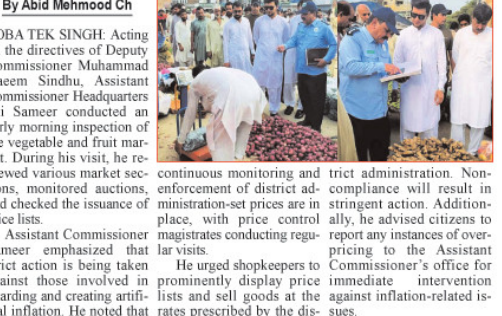 By Abid Mehmood Ch
OBA TEK SINGH: Acting
the directives of Deputy
ommissioner Muhammad
aeem Sindhu, Assistant
ommissioner Headquarters
i Sameer conducted an
rly morning inspection of
e vegetable and fruit mar-
t. During his visit, he re-
ewed various market sec-
ons, monitored auctions,
d checked the issuance of
ice lists.
Assistant Commissioner
ameer emphasized that
rict action is being taken
ainst those involved in
arding and creating artifi-
al inflation. He noted that
continuous monitoring and
enforcement of district ad-
ministration-set prices are in
place, with price control
magistrates conducting regu-
lar visits.
He urged shopkeepers to
prominently display price
lists and sell goods at the
rates prescribed by the dis-
trict administration. Non-
compliance will result in
stringent action. Addition-
ally, he advised citizens to
report any instances of over-
pricing to the Assistant
Commissioner's office for
immediate intervention
against inflation-related is-
sues.